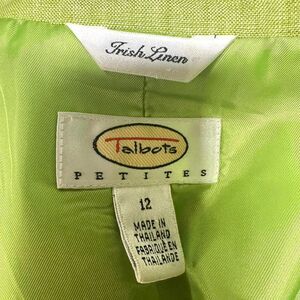 Irish Linen
Talbots
PETITES
12
MADE IN
THAILAND
FABRIQUÉ EN
THAILANDE